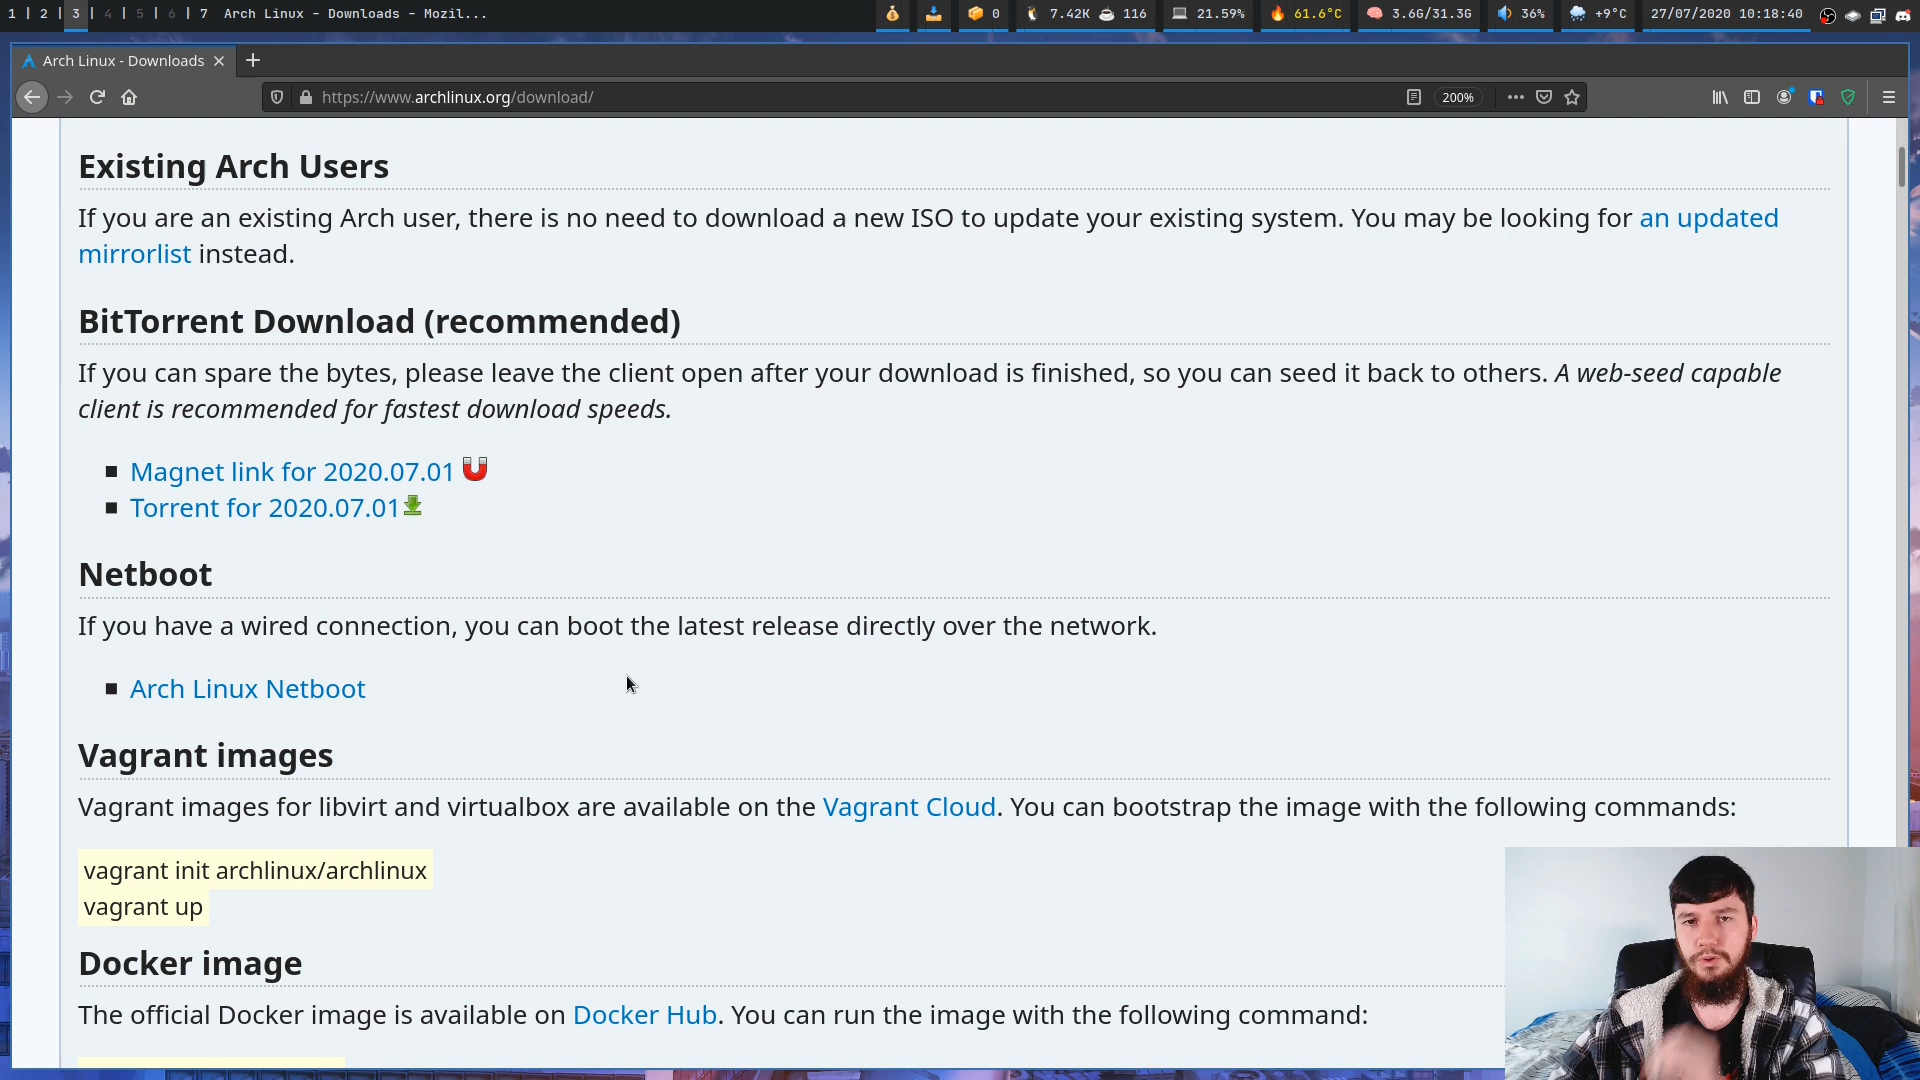 1 | 2 | 3 | 4 | 5 | 6 | 7 Arch Linux - Downloads - Mozil...
0 7.42K 116 21.59% 61.6°C 3.6G/31.3G 36% +9°C 27/07/2020 10:18:40
Arch Linux - Downloads
https://www.archlinux.org/download/ 200%
Existing Arch Users
If you are an existing Arch user, there is no need to download a new ISO to update your existing system. You may be looking for an updated
mirrorlist instead.
BitTorrent Download (recommended)
If you can spare the bytes, please leave the client open after your download is finished, so you can seed it back to others. A web-seed capable
client is recommended for fastest download speeds.
Magnet link for 2020.07.01
Torrent for 2020.07.01
Netboot
If you have a wired connection, you can boot the latest release directly over the network.
Arch Linux Netboot
Vagrant images
Vagrant images for libvirt and virtualbox are available on the Vagrant Cloud. You can bootstrap the image with the following commands:
vagrant init archlinux/archlinux
vagrant up
Docker image
The official Docker image is available on Docker Hub. You can run the image with the following command: